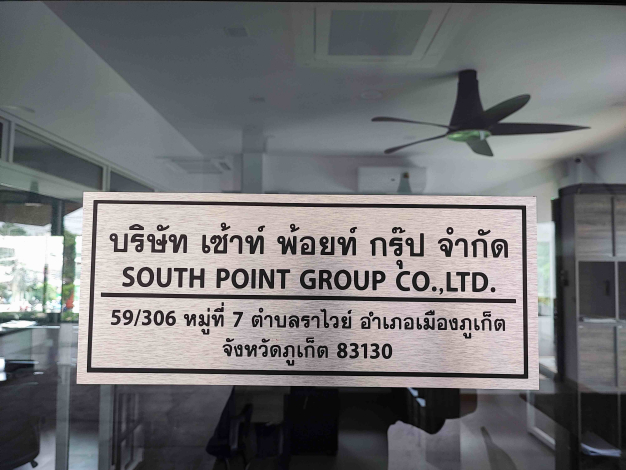 บริษัท เซ้าท์ พ้อยท์ กรุ๊ป จำกัด
SOUTH POINT GROUP CO.,LTD.
59/306 หมู่ที่ 7 ตำบลราไวย์ อำเภอเมืองภูเก็ต
จังหวัดภูเก็ต 83130